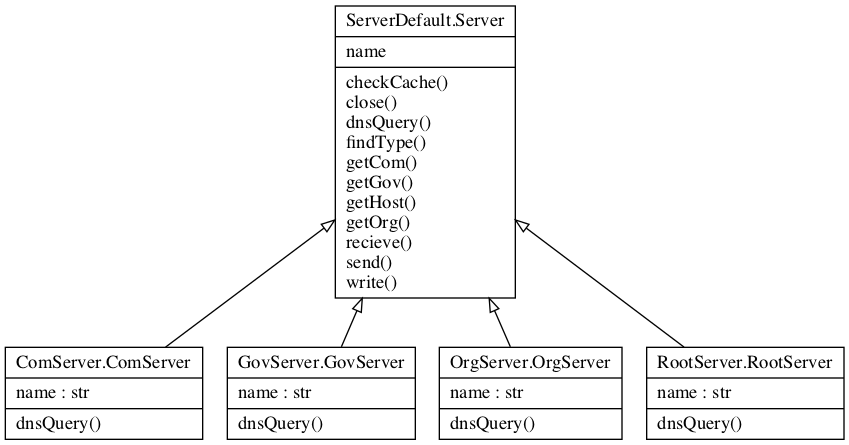 ServerDefault.Server
name
checkCache()
close()
dnsQuery()
findType()
getCom()
getGov()
getHost()
getOrg()
recieve()
send()
write()
ComServer.ComServer
name : str
dnsQuery()
GovServer.GovServer
name : str
dnsQuery()
OrgServer.OrgServer
name : str
dnsQuery()
RootServer.RootServer
name : str
dnsQuery()